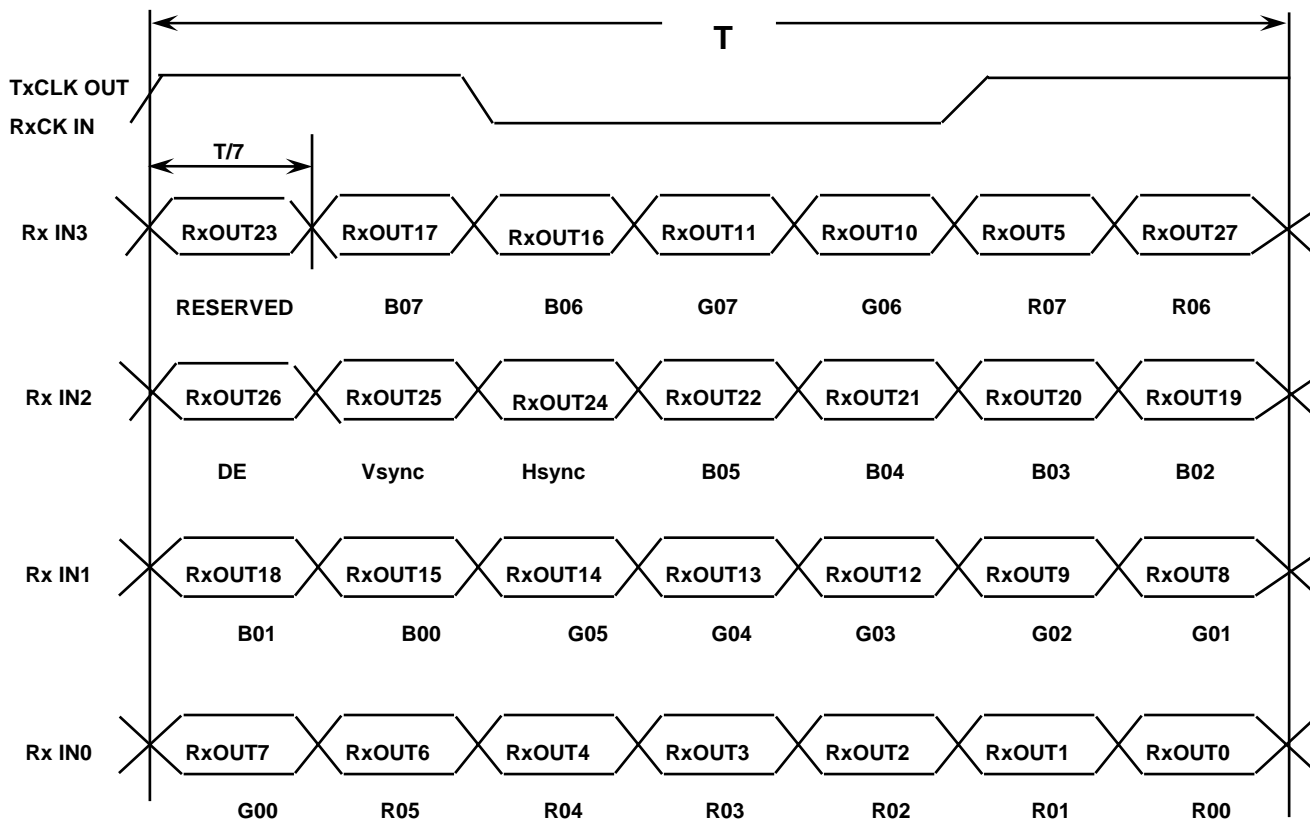 T
TxCLK OUT
RxCK IN
T/7
Rx IN3 RxOUT23 RxOUT17 RxOUT16 RxOUT11 RxOUT10 RxOUT5 RxOUT27
RESERVED B07 B06 G07 G06 R07 R06
Rx IN2 RxOUT26 RxOUT25 RxOUT24 RxOUT22 RxOUT21 RxOUT20 RxOUT19
DE Vsync Hsync B05 B04 B03 B02
Rx IN1 RxOUT18 RxOUT15 RxOUT14 RxOUT13 RxOUT12 RxOUT9 RxOUT8
B01 B00 G05 G04 G03 G02 G01
Rx IN0 RxOUT7 RxOUT6 RxOUT4 RxOUT3 RxOUT2 RxOUT1 RxOUT0
G00 R05 R04 R03 R02 R01 R00